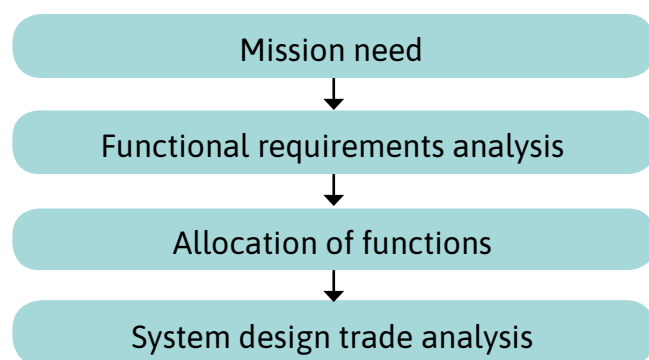 Mission need
Functional requirements analysis
Allocation of functions
System design trade analysis